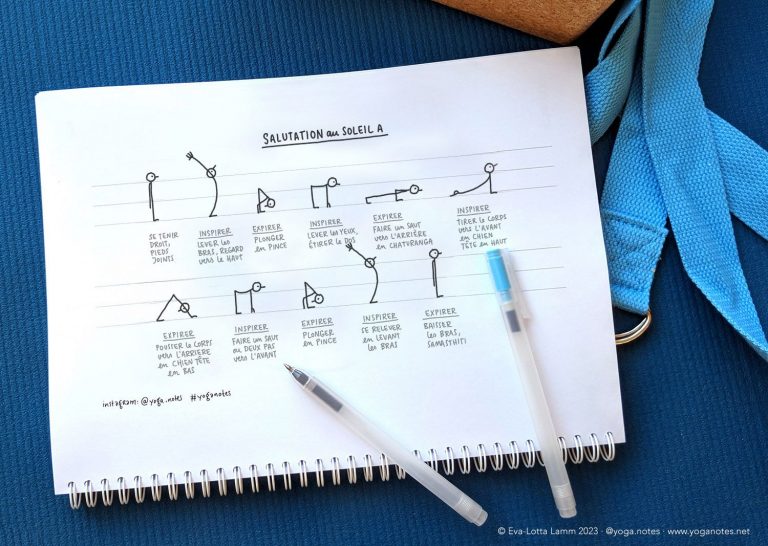 SALUTATION au SOLEIL A
SE TENIR
DROIT,
PIEDS
JOINTS
INSPIRER
LEVER les
BRAS, REGARD
vers le HAUT
EXPIRER
PLONGER
en PINCE
INSPIRER
LEVER les YEUX,
ÉTIRER le DOS
EXPIRER
FAIRE un SAUT
vers L'ARRIÈRE
en CHATURANGA
INSPIRER
TIRER le CORPS
vers L'AVANT
en CHIEN
TÊTE en HAUT
EXPIRER
POUSSER le CORPS
vers L'ARRIERE
en CHIEN TÊTE
en BAS
INSPIRER
FAIRE un SAUT
ou DEUX PAS
vers L'AVANT
EXPIRER
PLONGER
en PINCE
INSPIRER
SE RELEVER
en LEVANT
les BRAS
EXPIRER
BAISSER
les BRAS,
SAMASTHITI
instagram: @yoga.notes #yoganotes
© Eva-Lotta Lamm 2023 · @yoga.notes · www.yoganotes.net